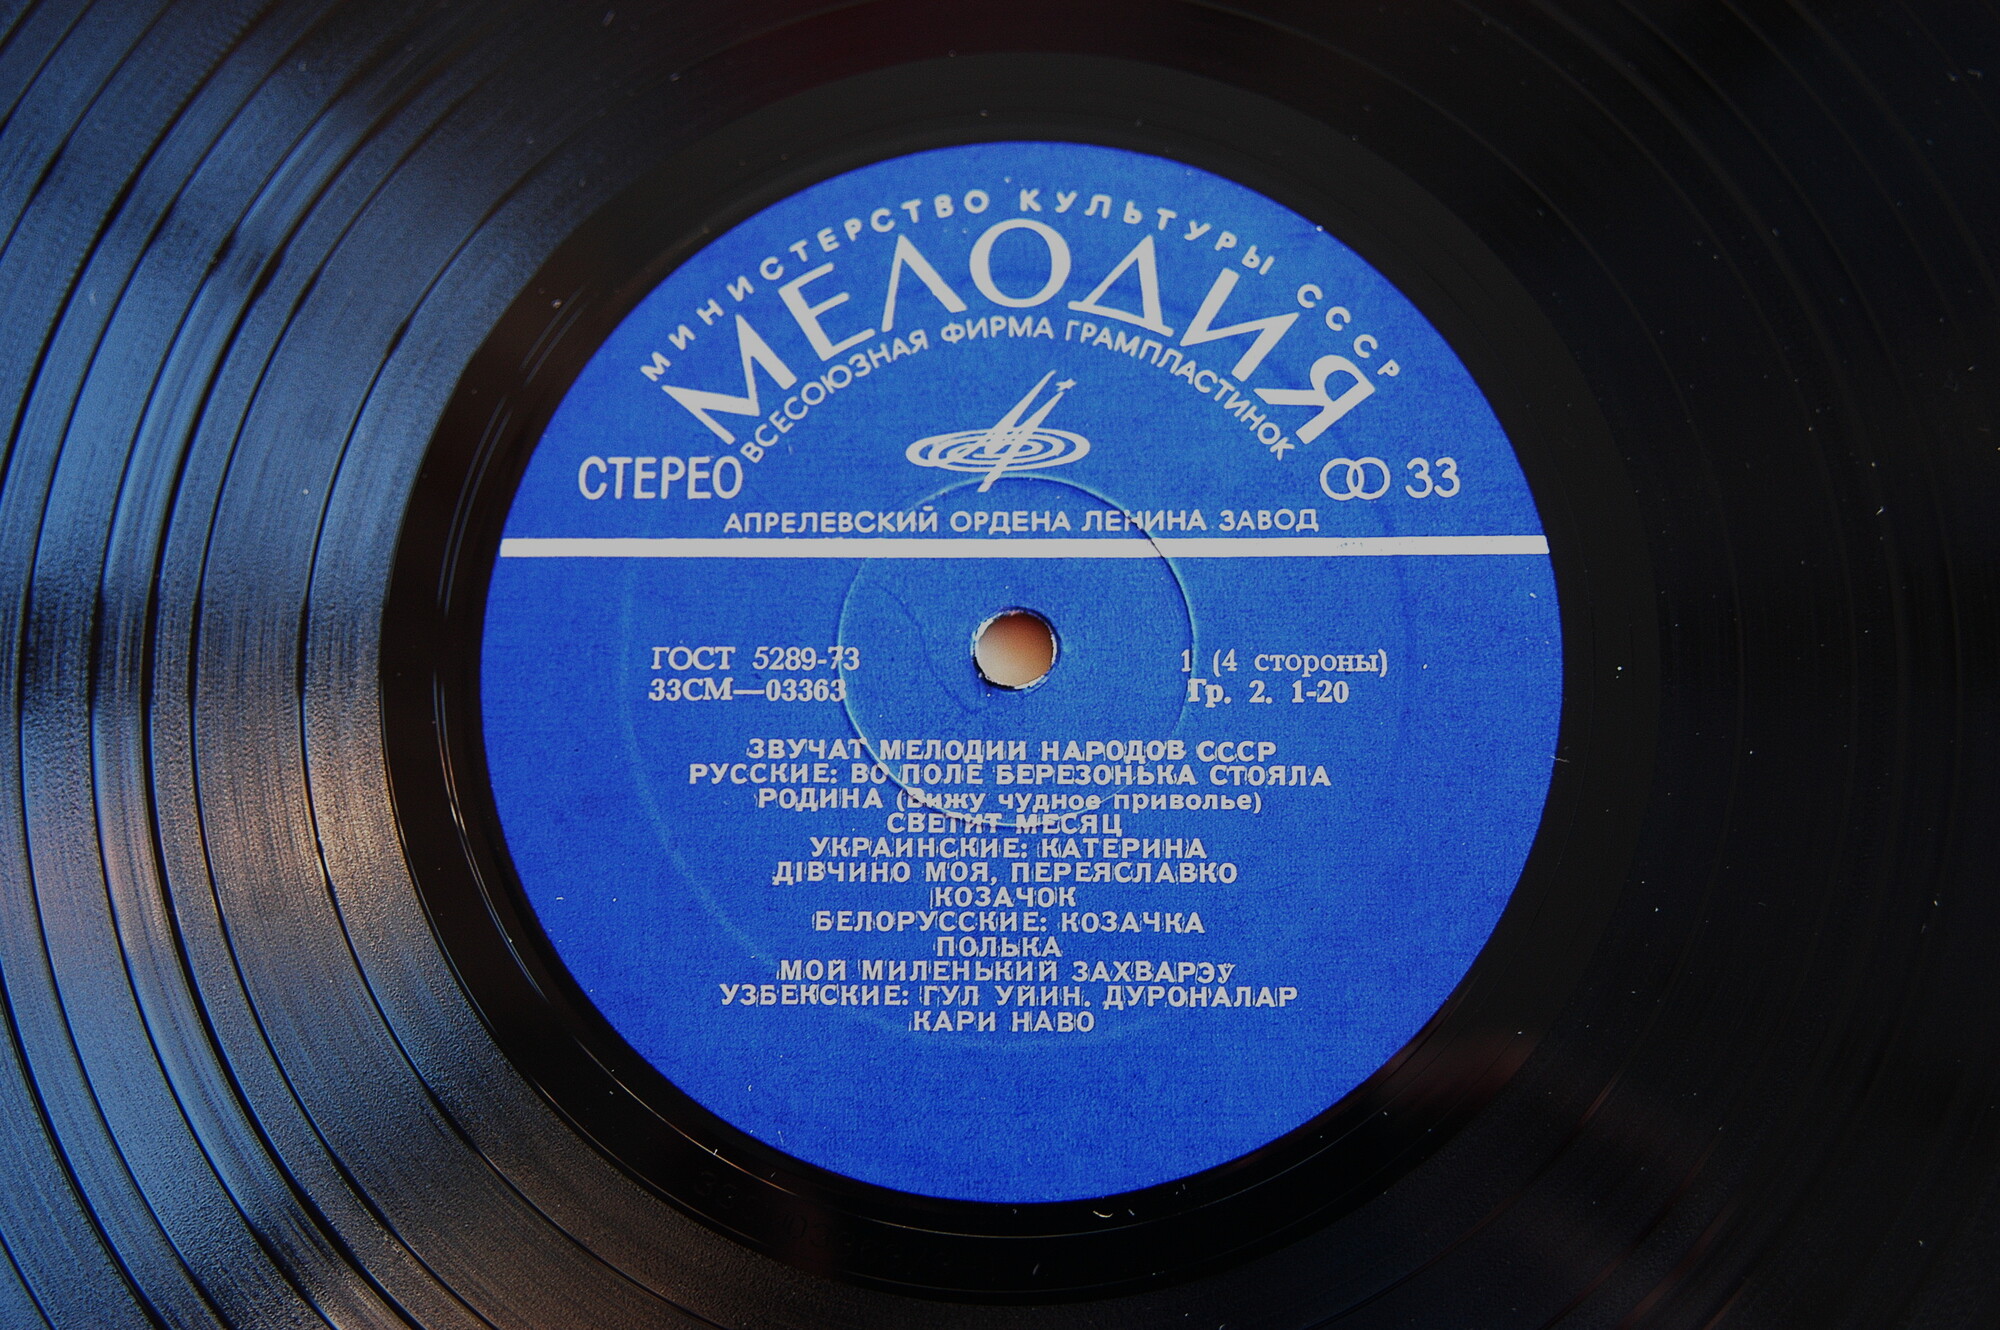 МИНИСТЕРСТВО КУЛЬТУРЫ СССР
МЕЛОДИЯ
ВСЕСОЮЗНАЯ ФИРМА ГРАМПЛАСТИНОК
СТЕРЕО
33
АПРЕЛЕВСКИЙ ОРДЕНА ЛЕНИНА ЗАВОД
ГОСТ 5289-73
33СМ—03363
1 (4 стороны)
Гр. 2. 1-20
ЗВУЧАТ МЕЛОДИИ НАРОДОВ СССР
РУССКИЕ: ВО ПОЛЕ БЕРЕЗОНЬКА СТОЯЛА
РОДИНА (Вижу чудное приволье)
СВЕТИТ МЕСЯЦ
УКРАИНСКИЕ: КАТЕРИНА
ДІВЧИНО МОЯ, ПЕРЕЯСЛАВКО
КОЗАЧОК
БЕЛОРУССКИЕ: КОЗАЧКА
ПОЛЬКА
МОЙ МИЛЕНЬКИЙ ЗАХВАРЭЎ
УЗБЕКСКИЕ: ГУЛ УЙИН. ДУРОНАЛАР
КАРИ НАВО